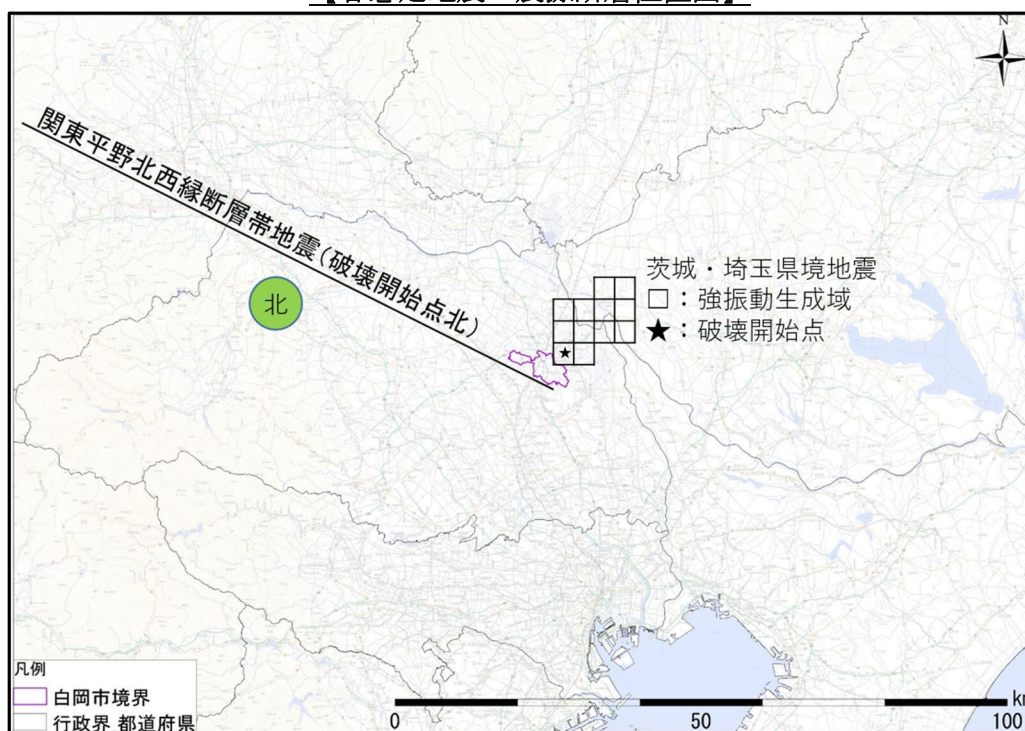 N
関東平野北西縁断層帯地震（破壊開始点北）
北
茨城・埼玉県境地震
□：強振動生成域
★：破壊開始点
★
凡例
白岡市境界
行政界 都道府県
km
0 50 100